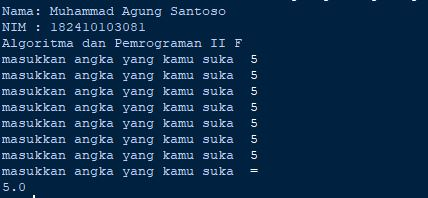 Nama: Muhammad Agung Santoso
NIM : 182410103081
Algoritma dan Pemrograman II F
masukkan angka yang kamu suka  5
masukkan angka yang kamu suka  5
masukkan angka yang kamu suka  5
masukkan angka yang kamu suka  5
masukkan angka yang kamu suka  5
masukkan angka yang kamu suka  5
masukkan angka yang kamu suka  5
masukkan angka yang kamu suka  =
5.0